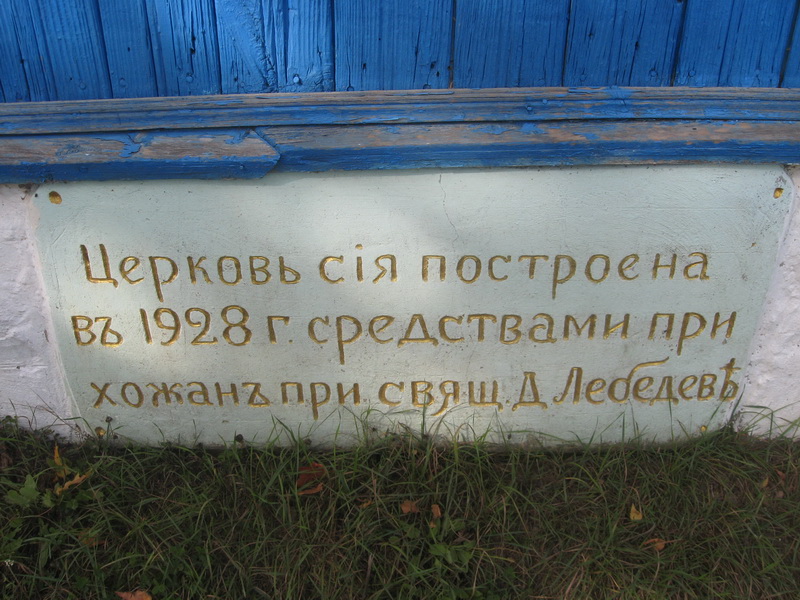 Церковь сія построена
въ 1928 г. средствами при
хожанъ при свящ. Д. Лебедевѣ